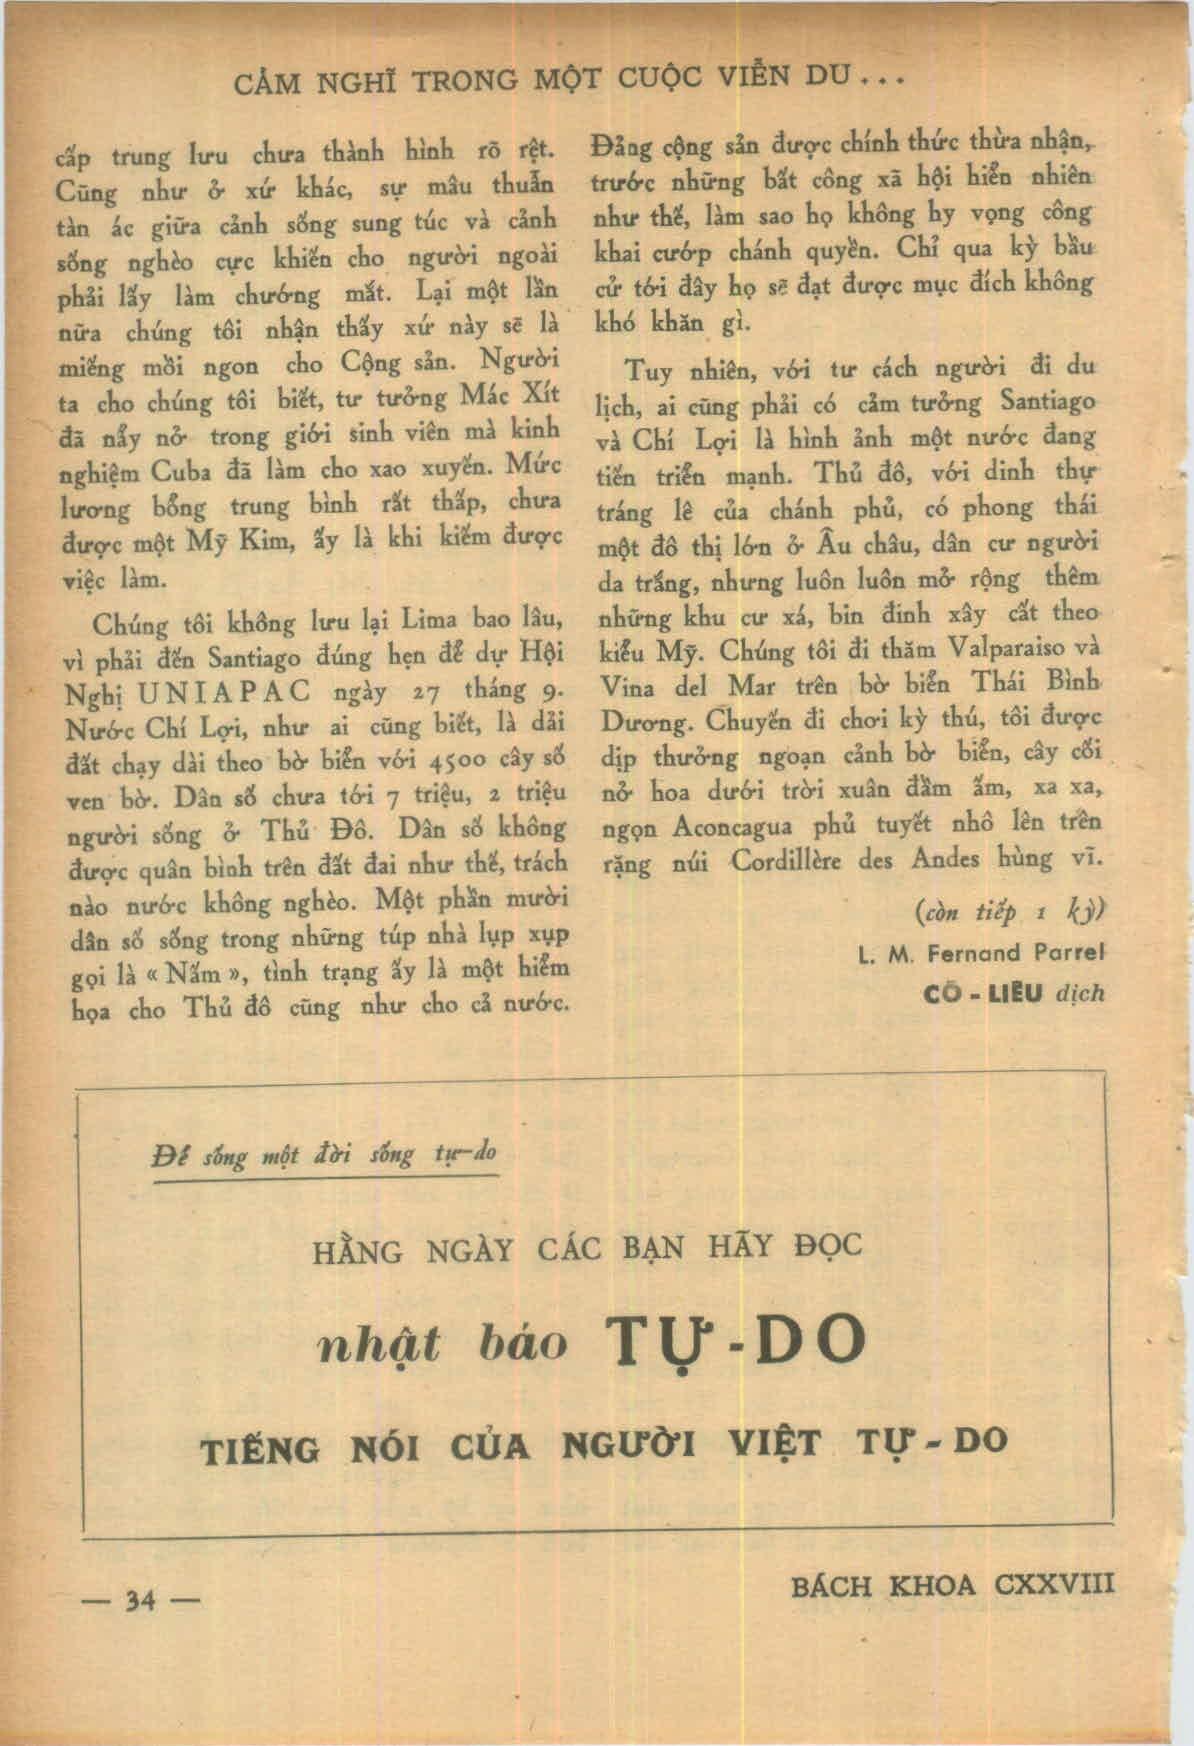 CẢM NGHĨ TRONG MỘT CUỘC VIỄN DU...
cấp trung lưu chưa thành hình rõ rệt.
Cũng như ở xứ khác, sự mâu thuẫn
tàn ác giữa cảnh sống sung túc và cảnh
sống nghèo cực khiến cho người ngoài
phải lấy làm chướng mắt. Lại một lần
nữa chúng tôi nhận thấy xứ này sẽ là
miếng mồi ngon cho Cộng sản. Người
ta cho chúng tôi biết, tư tưởng Mác Xít
đã nẩy nở trong giới sinh viên mà kinh
nghiệm Cuba đã làm cho xao xuyến. Mức
lương bổng trung bình rất thấp, chưa
được một Mỹ Kim, ấy là khi kiếm được
việc làm.
Chúng tôi không lưu lại Lima bao lâu,
vì phải đến Santiago đúng hẹn để dự Hội
Nghị UNIAPAC ngày 27 tháng 9.
Nước Chí Lợi, như ai cũng biết, là dải
đất chạy dài theo bờ biển với 4500 cây số
ven bờ. Dân số chưa tới 7 triệu, 2 triệu
người sống ở Thủ Đô. Dân số không
được quân bình trên đất đai như thế, trách
nào nước không nghèo. Một phần mười
dân số sống trong những túp nhà lụp xụp
gọi là « Nấm », tình trạng ấy là một hiểm
họa cho Thủ đô cũng như cho cả nước.
Đảng cộng sản được chính thức thừa nhận,
trước những bất công xã hội hiển nhiên
như thế, làm sao họ không hy vọng công
khai cướp chánh quyền. Chỉ qua kỳ bầu
cử tới đây họ sẽ đạt được mục đích không
khó khăn gì.
Tuy nhiên, với tư cách người đi du
lịch, ai cũng phải có cảm tưởng Santiago
và Chí Lợi là hình ảnh một nước đang
tiến triển mạnh. Thủ đô, với dinh thự
tráng lệ của chánh phủ, có phong thái
một đô thị lớn ở Âu châu, dân cư người
da trắng, nhưng luôn luôn mở rộng thêm
những khu cư xá, bin đinh xây cất theo
kiểu Mỹ. Chúng tôi đi thăm Valparaiso và
Vina del Mar trên bờ biển Thái Bình
Dương. Chuyến đi chơi kỳ thú, tôi được
dịp thưởng ngoạn cảnh bờ biển, cây cối
nở hoa dưới trời xuân đầm ấm, xa xa,
ngọn Aconcagua phủ tuyết nhô lên trên
rặng núi Cordillère des Andes hùng vĩ.
(còn tiếp 1 kỳ)
L. M. Fernand Parrel
CÔ - LIÊU dịch
Để sống một đời sống tự-do
HẰNG NGÀY CÁC BẠN HÃY ĐỌC
nhật báo TỰ-DO
TIẾNG NÓI CỦA NGƯỜI VIỆT TỰ-DO
— 34 —
BÁCH KHOA CXXVIII